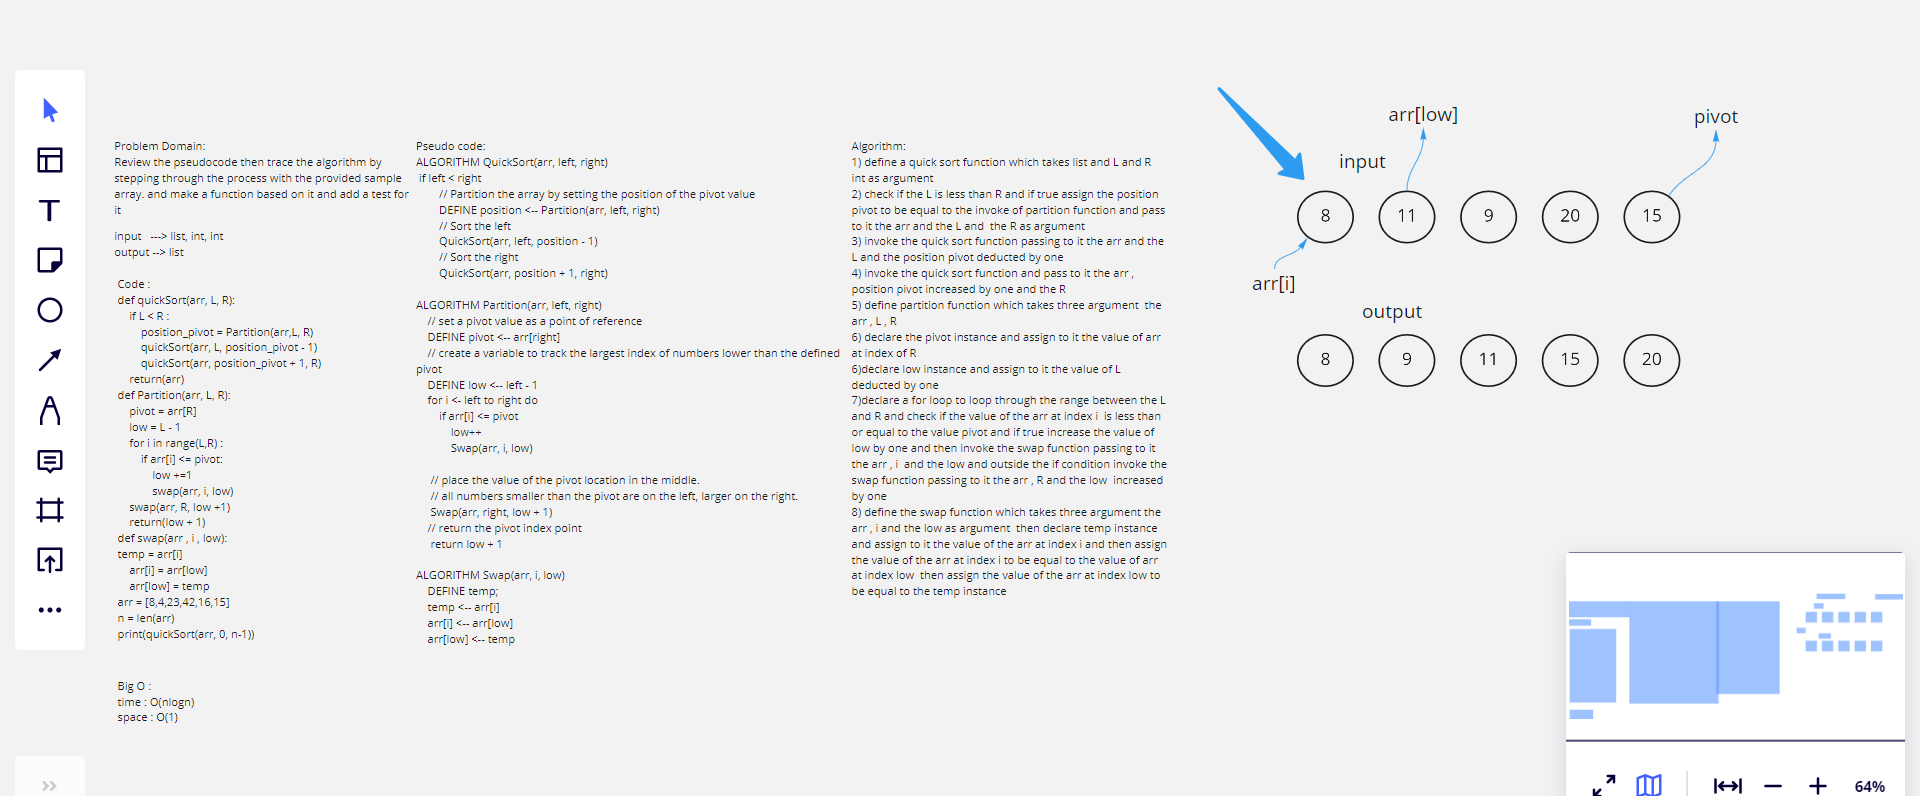 Problem Domain:
Review the pseudocode then trace the algorithm by
stepping through the process with the provided sample
array. and make a function based on it and add a test for
it
input   ---> list, int, int
output --> list
Code :
def quickSort(arr, L, R):
if L < R :
position_pivot = Partition(arr,L, R)
quickSort(arr, L, position_pivot - 1)
quickSort(arr, position_pivot + 1, R)
return(arr)
def Partition(arr, L, R):
pivot = arr[R]
low = L - 1
for i in range(L,R) :
if arr[i] <= pivot:
low +=1
swap(arr, i, low)
swap(arr, R, low +1)
return(low + 1)
def swap(arr , i , low):
temp = arr[i]
arr[i] = arr[low]
arr[low] = temp
arr = [8,4,23,42,16,15]
n = len(arr)
print(quickSort(arr, 0, n-1))
Big O :
time : O(nlogn)
space : O(1)
Pseudo code:
ALGORITHM QuickSort(arr, left, right)
if left < right
// Partition the array by setting the position of the pivot value
DEFINE position <-- Partition(arr, left, right)
// Sort the left
QuickSort(arr, left, position - 1)
// Sort the right
QuickSort(arr, position + 1, right)
ALGORITHM Partition(arr, left, right)
// set a pivot value as a point of reference
DEFINE pivot <-- arr[right]
// create a variable to track the largest index of numbers lower than the defined
pivot
DEFINE low <-- left - 1
for i <- left to right do
if arr[i] <= pivot
low++
Swap(arr, i, low)
// place the value of the pivot location in the middle.
// all numbers smaller than the pivot are on the left, larger on the right.
Swap(arr, right, low + 1)
// return the pivot index point
return low + 1
ALGORITHM Swap(arr, i, low)
DEFINE temp;
temp <-- arr[i]
arr[i] <-- arr[low]
arr[low] <-- temp
Algorithm:
1) define a quick sort function which takes list and L and R
int as argument
2) check if the L is less than R and if true assign the position
pivot to be equal to the invoke of partition function and pass
to it the arr and the L and  the R as argument
3) invoke the quick sort function passing to it the arr and the
L and the position pivot deducted by one
4) invoke the quick sort function and pass to it the arr ,
position pivot increased by one and the R
5) define partition function which takes three argument  the
arr , L , R
6) declare the pivot instance and assign to it the value of arr
at index of R
6)declare low instance and assign to it the value of L
deducted by one
7)declare a for loop to loop through the range between the L
and R and check if the value of the arr at index i  is less than
or equal to the value pivot and if true increase the value of
low by one and then invoke the swap function passing to it
the arr , i  and the low and outside the if condition invoke the
swap function passing to it the arr , R and the low  increased
by one
8) define the swap function which takes three argument the
arr , i and the low as argument  then declare temp instance
and assign to it the value of the arr at index i and then assign
the value of the arr at index i to be equal to the value of arr
at index low  then assign the value of the arr at index low to
be equal to the temp instance
arr[low]
pivot
input
8 11 9 20 15
arr[i]
output
8 9 11 15 20
64%